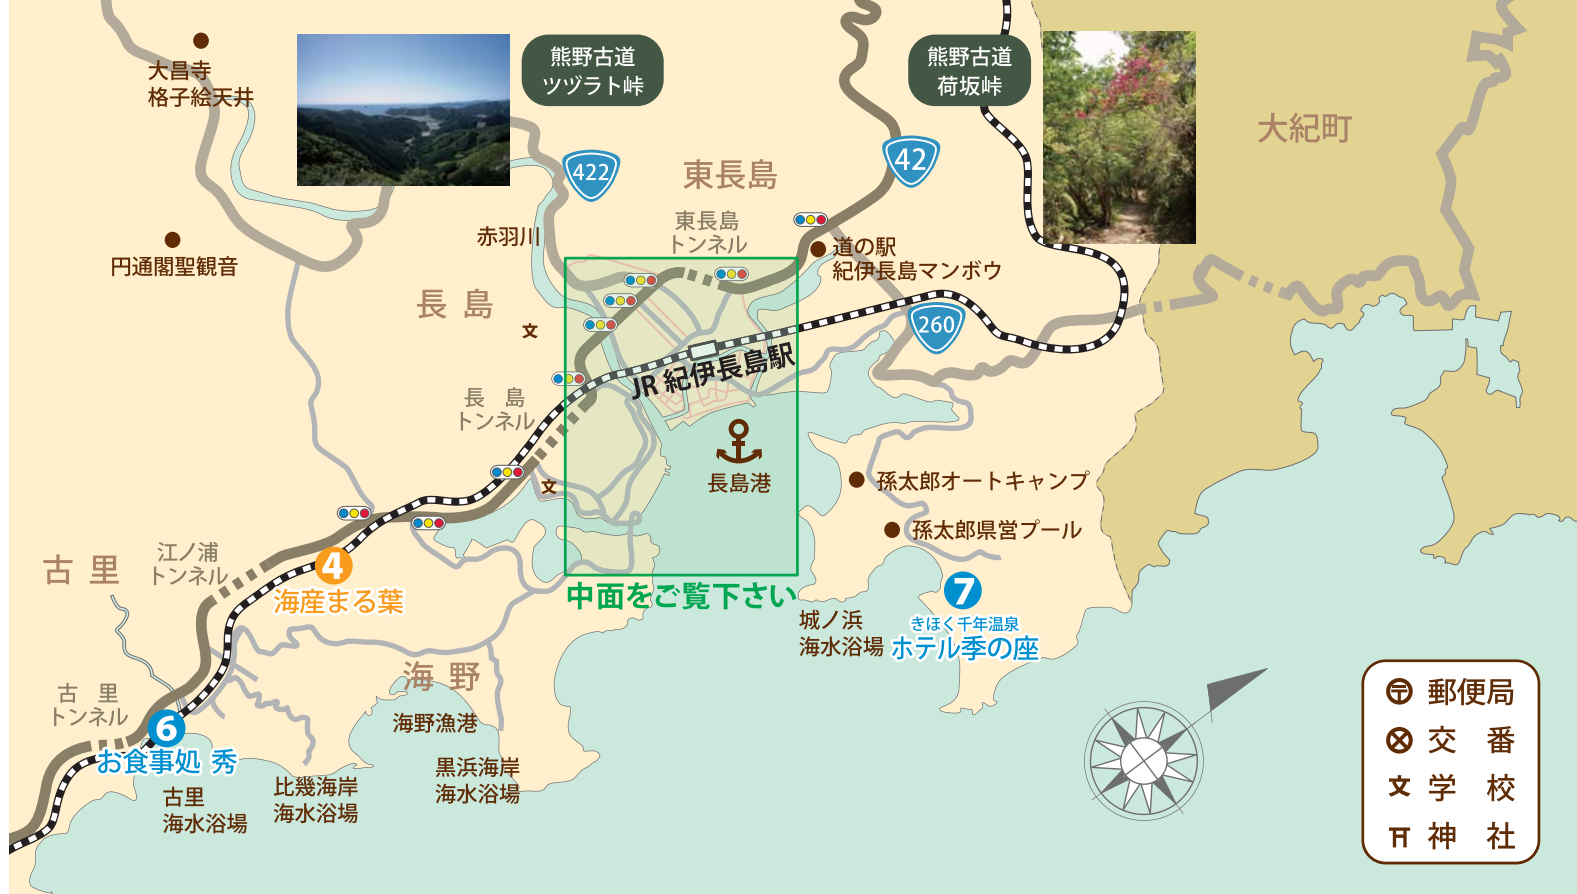 大昌寺
格子絵天井
熊野古道
ツヅラト峠
熊野古道
荷坂峠
大紀町
422
42
東長島
東長島
トンネル
赤羽川
道の駅
紀伊長島マンボウ
円通閣聖観音
長 島
文
260
JR 紀伊長島駅
長 島
トンネル
長島港
文
孫太郎オートキャンプ
孫太郎県営プール
古 里
江ノ浦
トンネル
4
海産まる葉
中面をご覧下さい
7
きほく千年温泉
ホテル季の座
城ノ浜
海水浴場
海 野
海野漁港
古 里
トンネル
6
お食事処 秀
黒浜海岸
海水浴場
比幾海岸
海水浴場
古里
海水浴場
〒 郵便局
交 番
文 学 校
神 社